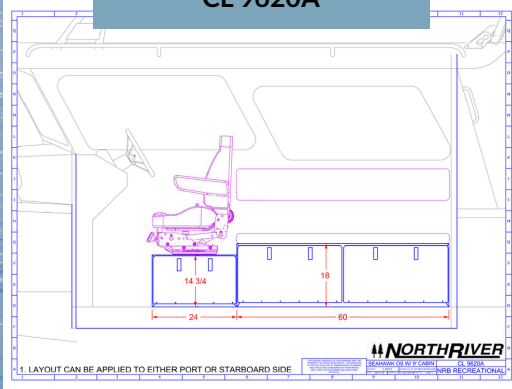 CL 9620A
14 3/4
18
24
60
NORTHRIVER
SEAHAWK OS W/ 9' CABIN
CL 9620A
NRB RECREATIONAL
1. LAYOUT CAN BE APPLIED TO EITHER PORT OR STARBOARD SIDE